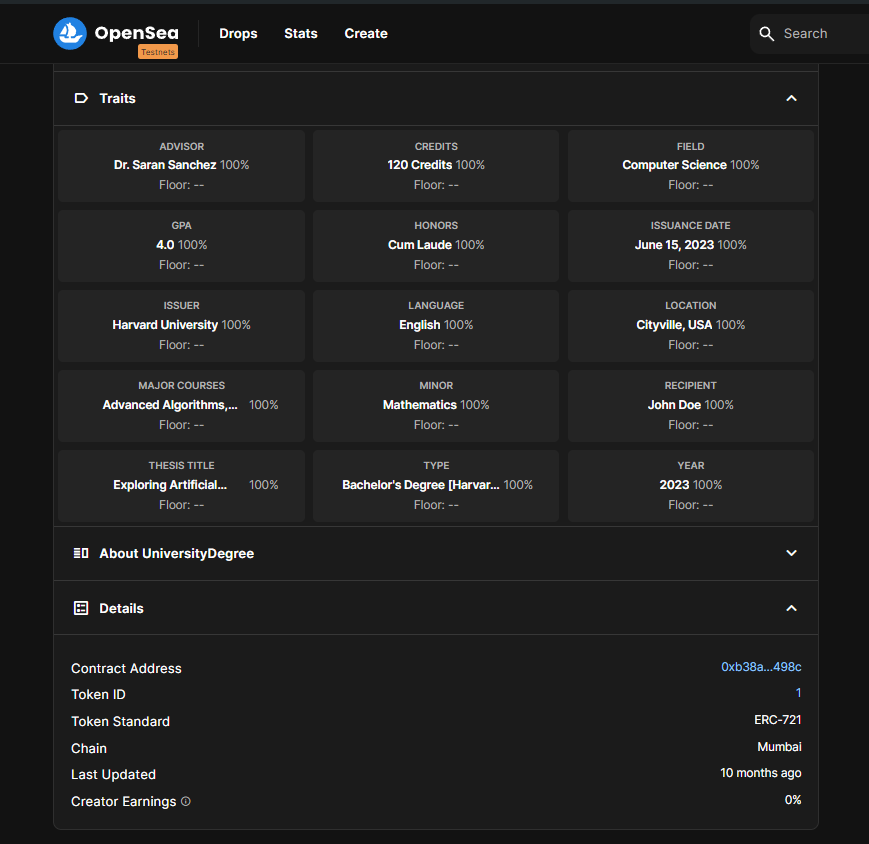 OpenSea
Testnets
Drops
Stats
Create
Search
Traits
ADVISOR
Dr. Saran Sanchez 100%
Floor: --
CREDITS
120 Credits 100%
Floor: --
FIELD
Computer Science 100%
Floor: --
GPA
4.0 100%
Floor: --
HONORS
Cum Laude 100%
Floor: --
ISSUANCE DATE
June 15, 2023 100%
Floor: --
ISSUER
Harvard University 100%
Floor: --
LANGUAGE
English 100%
Floor: --
LOCATION
Cityville, USA 100%
Floor: --
MAJOR COURSES
Advanced Algorithms,... 100%
Floor: --
MINOR
Mathematics 100%
Floor: --
RECIPIENT
John Doe 100%
Floor: --
THESIS TITLE
Exploring Artificial... 100%
Floor: --
TYPE
Bachelor's Degree [Harvar... 100%
Floor: --
YEAR
2023 100%
Floor: --
About UniversityDegree
Details
Contract Address 0xb38a...498c
Token ID 1
Token Standard ERC-721
Chain Mumbai
Last Updated 10 months ago
Creator Earnings 0%